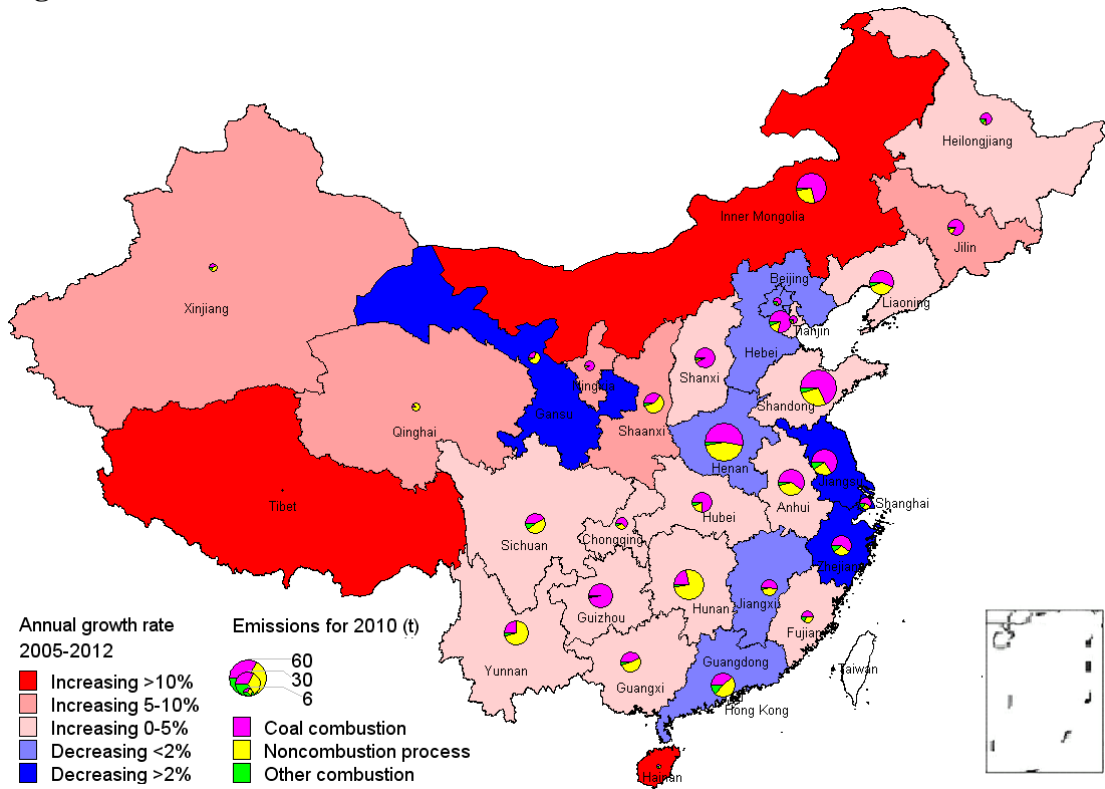 Heilongjiang
Inner Mongolia
Jilin
Beijing
Xinjiang
Liaoning
Tianjin
Hebei
Shanxi
Ningxia
Shandong
Gansu
Qinghai
Shaanxi
Henan
Jiangsu
Tibet
Anhui
Shanghai
Hubei
Sichuan
Chongqing
Zhejiang
Jiangxi
Hunan
Guizhou
Fujian
Yunnan
Guangdong
Taiwan
Guangxi
Hong Kong
Hainan
Annual growth rate
2005-2012
Increasing >10%
Increasing 5-10%
Increasing 0-5%
Decreasing <2%
Decreasing >2%
Emissions for 2010 (t)
60
30
6
Coal combustion
Noncombustion process
Other combustion